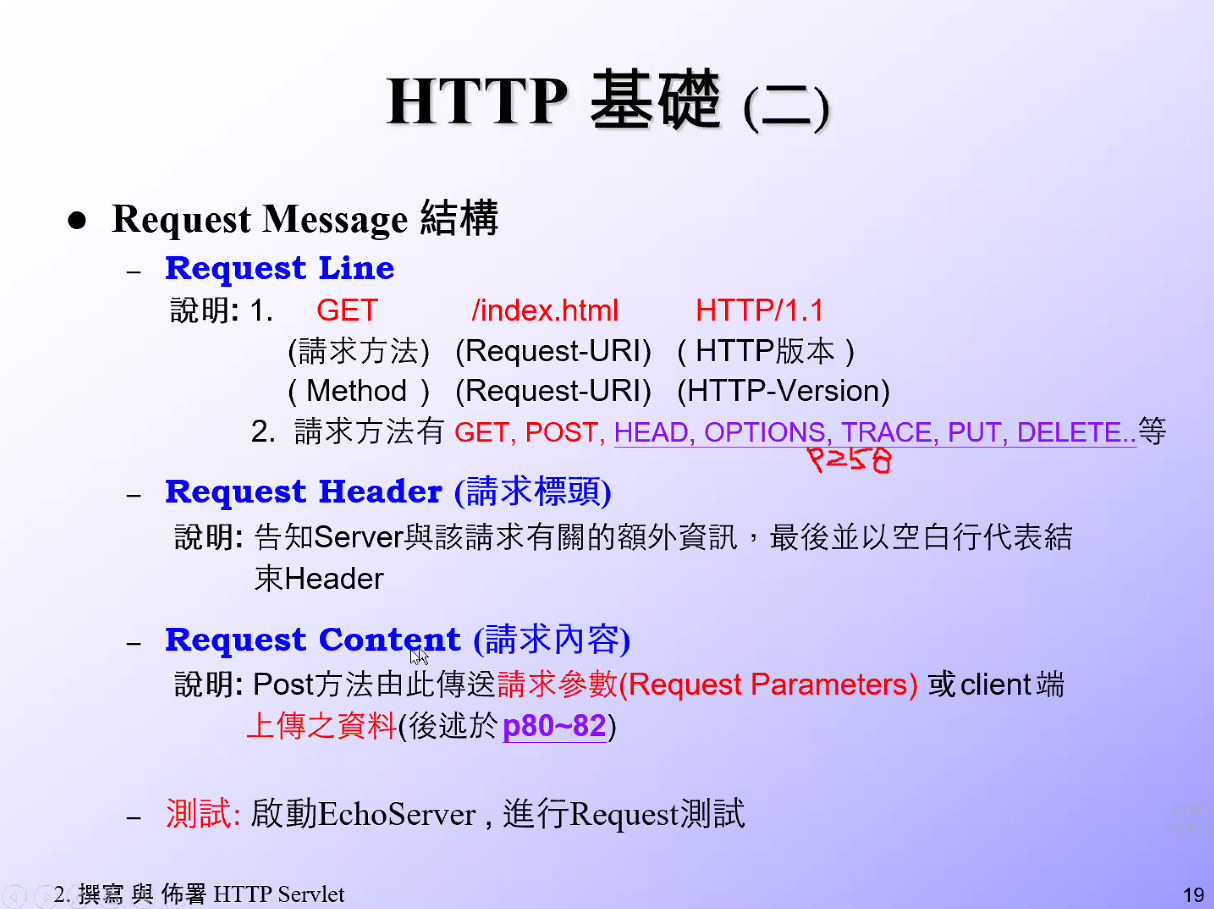 HTTP 基礎 (二)
● Request Message 結構
– Request Line
說明: 1. GET /index.html HTTP/1.1
(請求方法) (Request-URI) ( HTTP版本 )
( Method ) (Request-URI) (HTTP-Version)
2. 請求方法有 GET, POST, HEAD, OPTIONS, TRACE, PUT, DELETE..等
P258
– Request Header (請求標頭)
說明: 告知Server與該請求有關的額外資訊，最後並以空白行代表結
束Header
– Request Content (請求內容)
說明: Post方法由此傳送請求參數(Request Parameters) 或client端
上傳之資料(後述於p80~82)
– 測試: 啟動EchoServer , 進行Request測試
2. 撰寫 與 佈署 HTTP Servlet
19